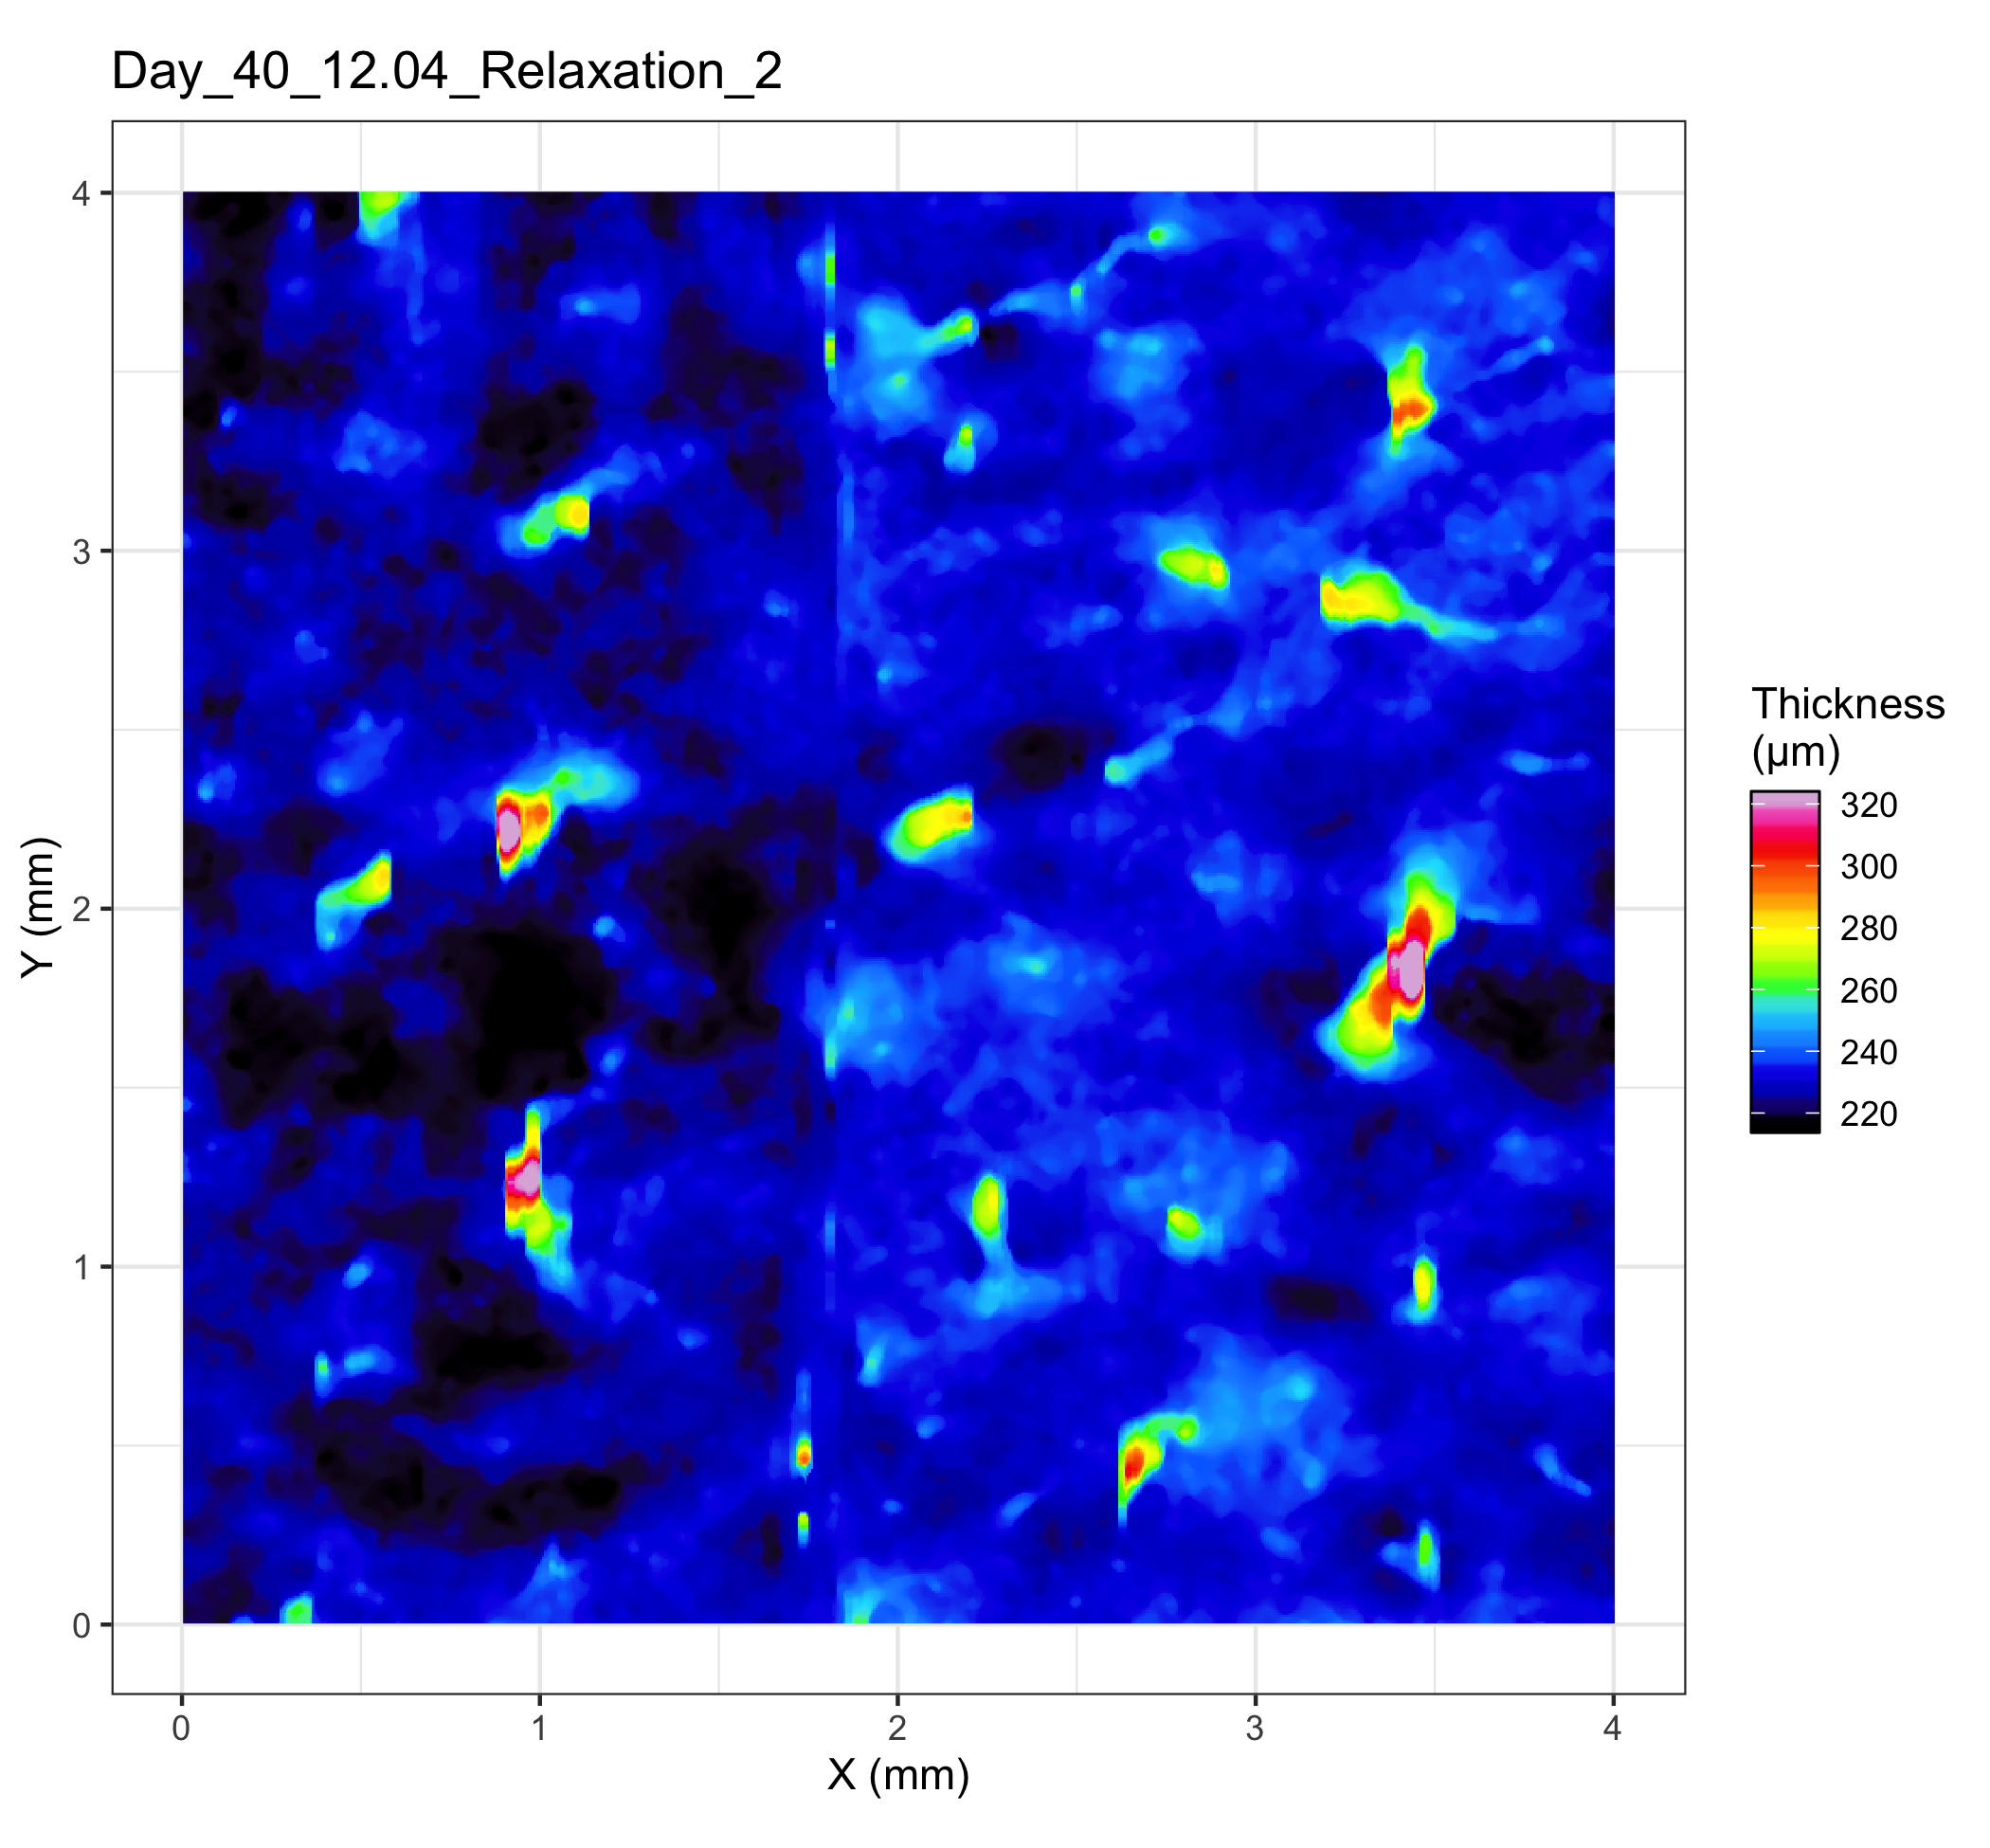 Day_40_12.04_Relaxation_2
4
3
2
1
0
Y (mm)
0 1 2 3 4
X (mm)
Thickness
(μm)
320
300
280
260
240
220